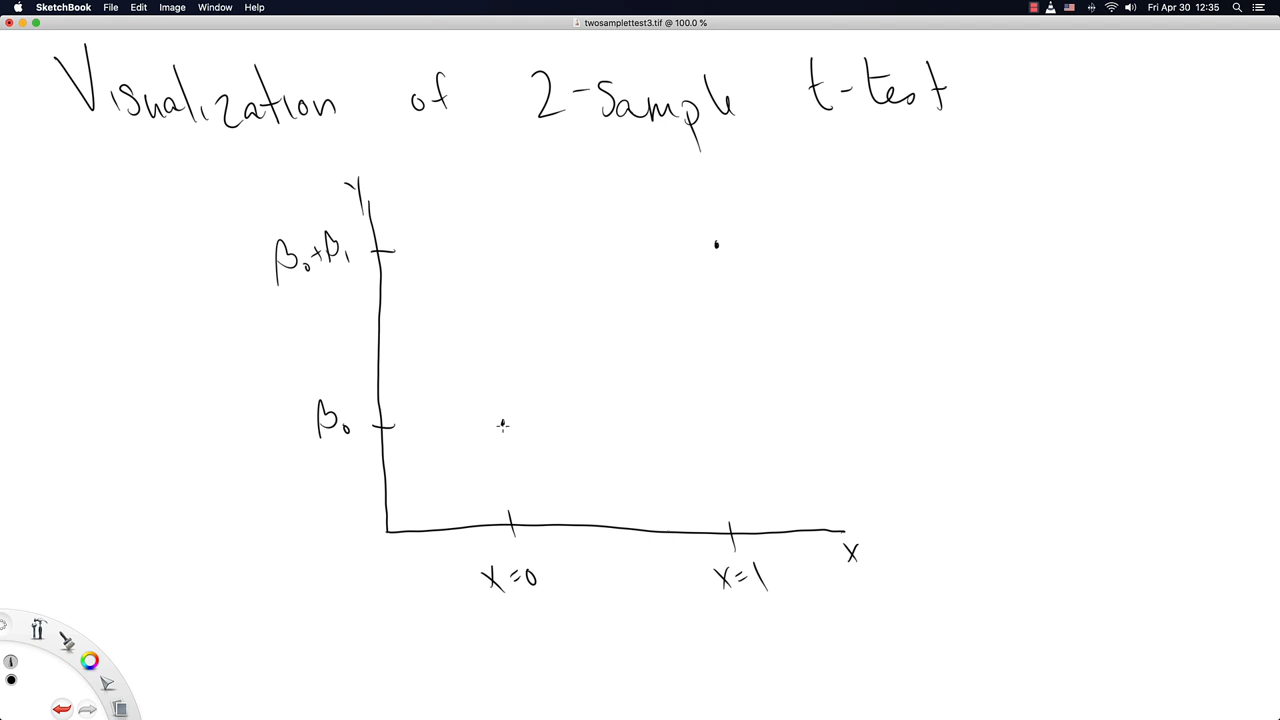 SketchBook File Edit Image Window Help Fri Apr 30 12:35
twosamplettest3.tif @ 100.0 %
Visualization of 2-Sample t-test
Y
β₀+β₁
β₀
X
X=0 X=1